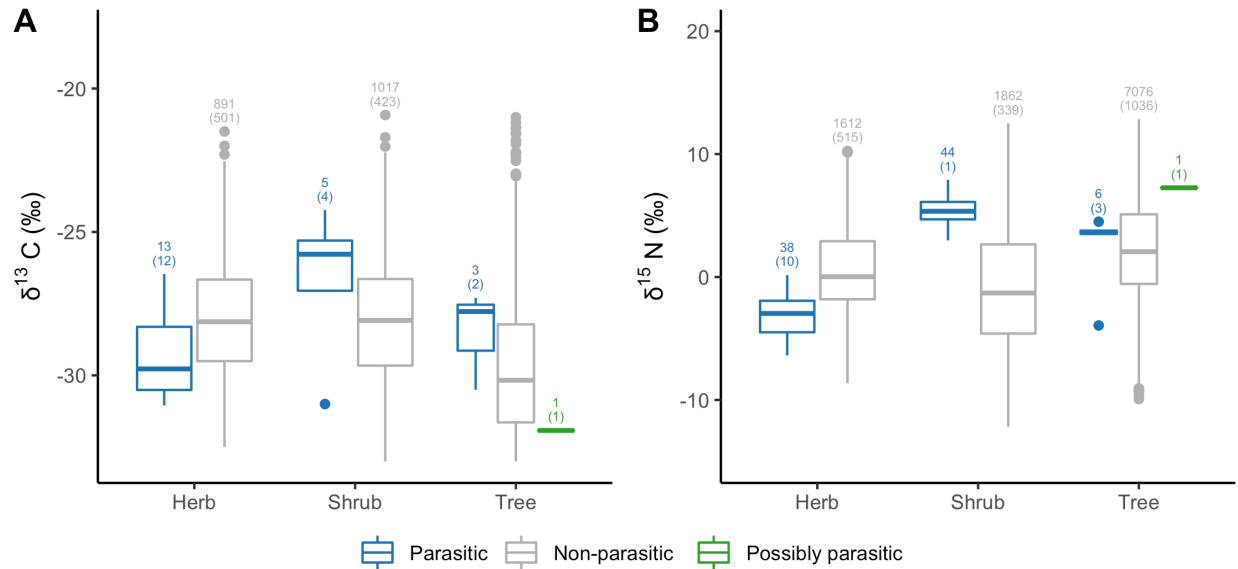 A
δ13 C (‰)
-20
-25
-30
13
(12)
891
(501)
5
(4)
1017
(423)
3
(2)
1
(1)
Herb
Shrub
Tree
B
δ15 N (‰)
20
10
0
-10
38
(10)
1612
(515)
44
(1)
1862
(339)
6
(3)
7076
(1036)
1
(1)
Herb
Shrub
Tree
Parasitic
Non-parasitic
Possibly parasitic